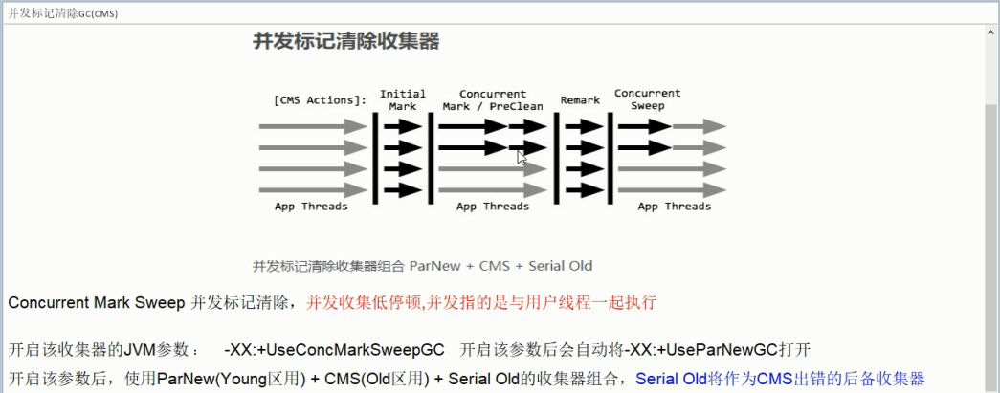 并发标记清除GC(CMS)
并发标记清除收集器
[CMS Actions]: Initial Mark Concurrent Mark / PreClean Remark Concurrent Sweep
App Threads App Threads App Threads
并发标记清除收集器组合 ParNew + CMS + Serial Old
Concurrent Mark Sweep 并发标记清除，并发收集低停顿,并发指的是与用户线程一起执行
开启该收集器的JVM参数： -XX:+UseConcMarkSweepGC 开启该参数后会自动将-XX:+UseParNewGC打开
开启该参数后，使用ParNew(Young区用) + CMS(Old区用) + Serial Old的收集器组合，Serial Old将作为CMS出错的后备收集器